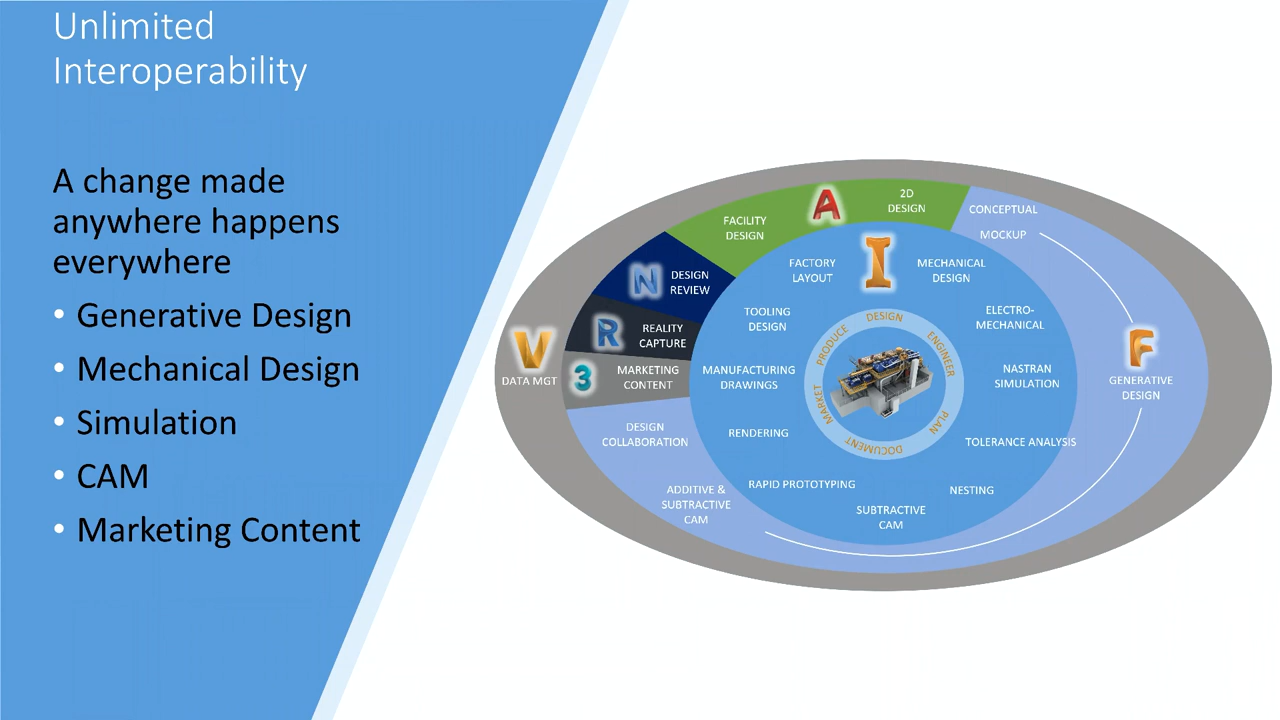 Unlimited
Interoperability
A change made
anywhere happens
everywhere
• Generative Design
• Mechanical Design
• Simulation
• CAM
• Marketing Content
A
2D
DESIGN
FACILITY
DESIGN
CONCEPTUAL
MOCKUP
I
FACTORY
LAYOUT
MECHANICAL
DESIGN
N
DESIGN
REVIEW
TOOLING
DESIGN
ELECTRO-
MECHANICAL
R
REALITY
CAPTURE
V
DATA MGT
3
MARKETING
CONTENT
MANUFACTURING
DRAWINGS
DESIGN
ENGINEER
PLAN
DOCUMENT
MARKET
PRODUCE
NASTRAN
SIMULATION
F
GENERATIVE
DESIGN
DESIGN
COLLABORATION
RENDERING
TOLERANCE ANALYSIS
ADDITIVE &
SUBTRACTIVE
CAM
RAPID PROTOTYPING
NESTING
SUBTRACTIVE
CAM